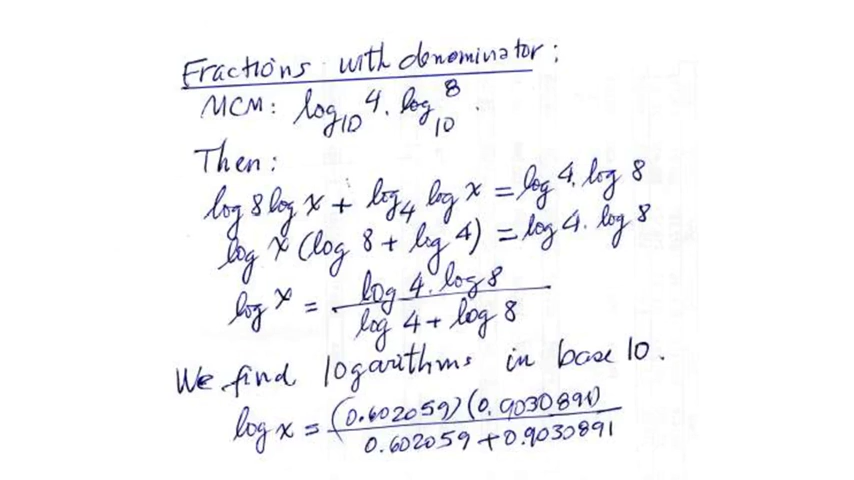 Fractions with denominator:
MCM: log₁₀ 4 . log₁₀ 8 .
Then:
log 8 log x + log₄ log x = log 4 . log 8
log x (log 8 + log 4) = log 4 . log 8
log x = log 4 . log 8
log 4 + log 8
We find logarithms in base 10.
log x = (0.602059) (0.9030891)
0.602059 + 0.9030891